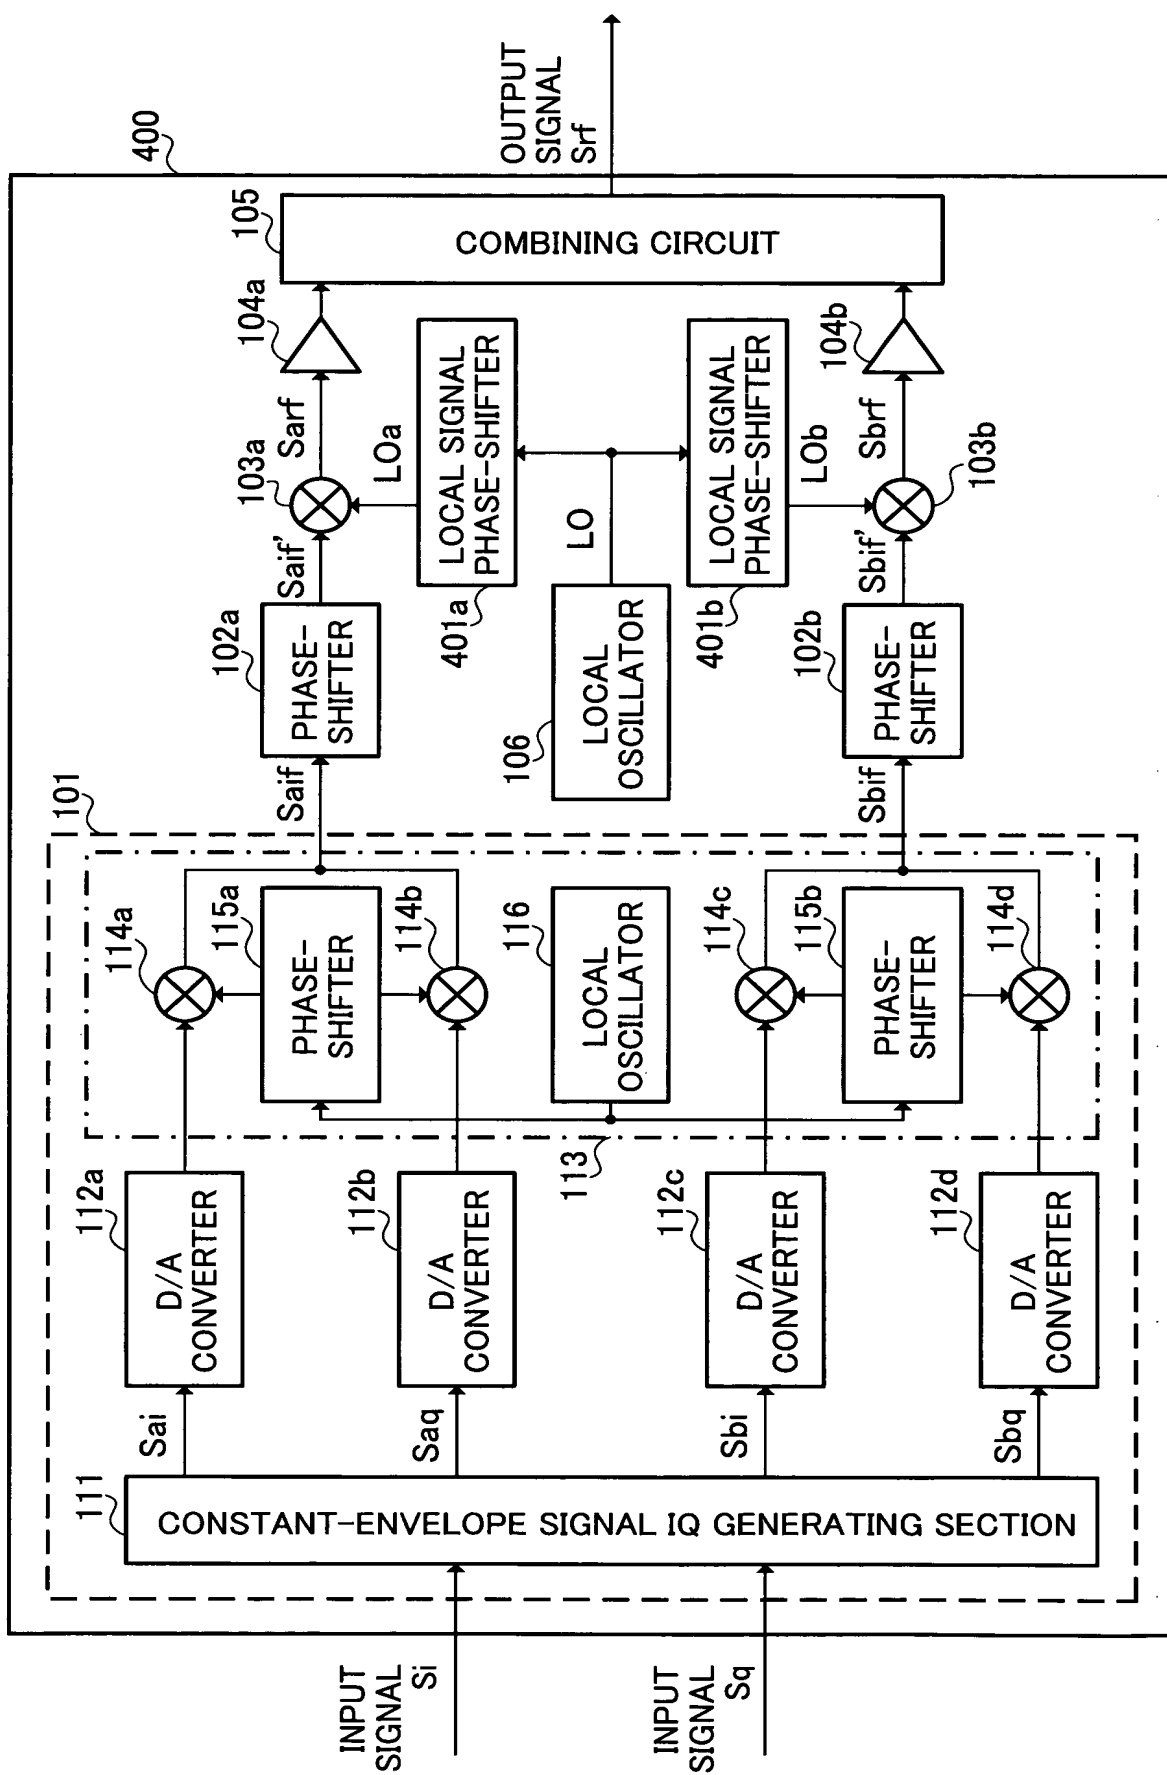 400
INPUT
SIGNAL
Si
INPUT
SIGNAL
Sq
111
CONSTANT-ENVELOPE SIGNAL IQ GENERATING SECTION
Sai
Saq
Sbi
Sbq
112a
D/A
CONVERTER
112b
D/A
CONVERTER
112c
D/A
CONVERTER
112d
D/A
CONVERTER
101
113
114a
115a
PHASE-
SHIFTER
114b
116
LOCAL
OSCILLATOR
114c
115b
PHASE-
SHIFTER
114d
Saif
Sbif
102a
PHASE-
SHIFTER
106
LOCAL
OSCILLATOR
102b
PHASE-
SHIFTER
Saif'
103a
Sarf
LOa
401a
LOCAL SIGNAL
PHASE-SHIFTER
LO
401b
LOCAL SIGNAL
PHASE-SHIFTER
LOb
Sbif'
103b
Sbrf
104a
104b
105
COMBINING CIRCUIT
OUTPUT
SIGNAL
Srf